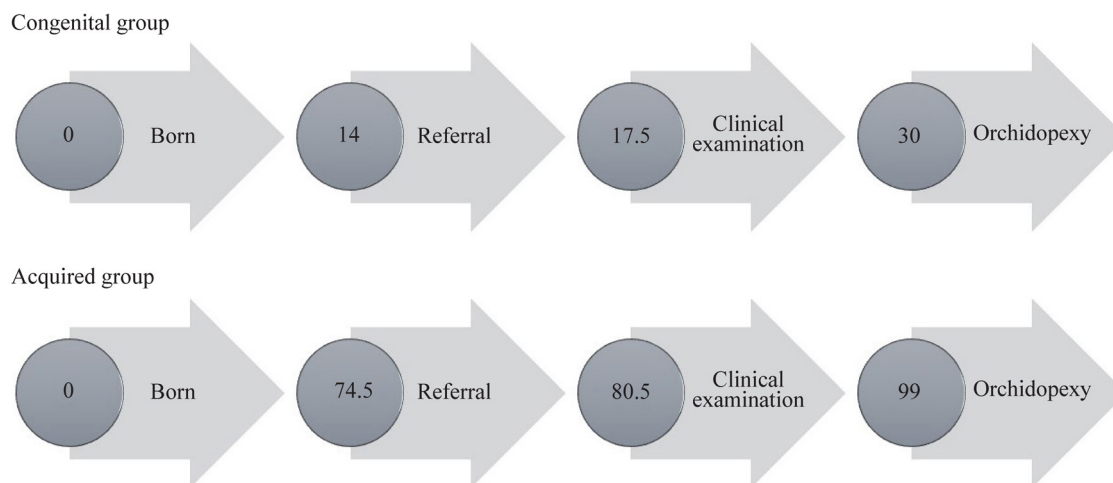 Congenital group
0 Born
14 Referral
17.5 Clinical
examination
30 Orchidopexy
Acquired group
0 Born
74.5 Referral
80.5 Clinical
examination
99 Orchidopexy